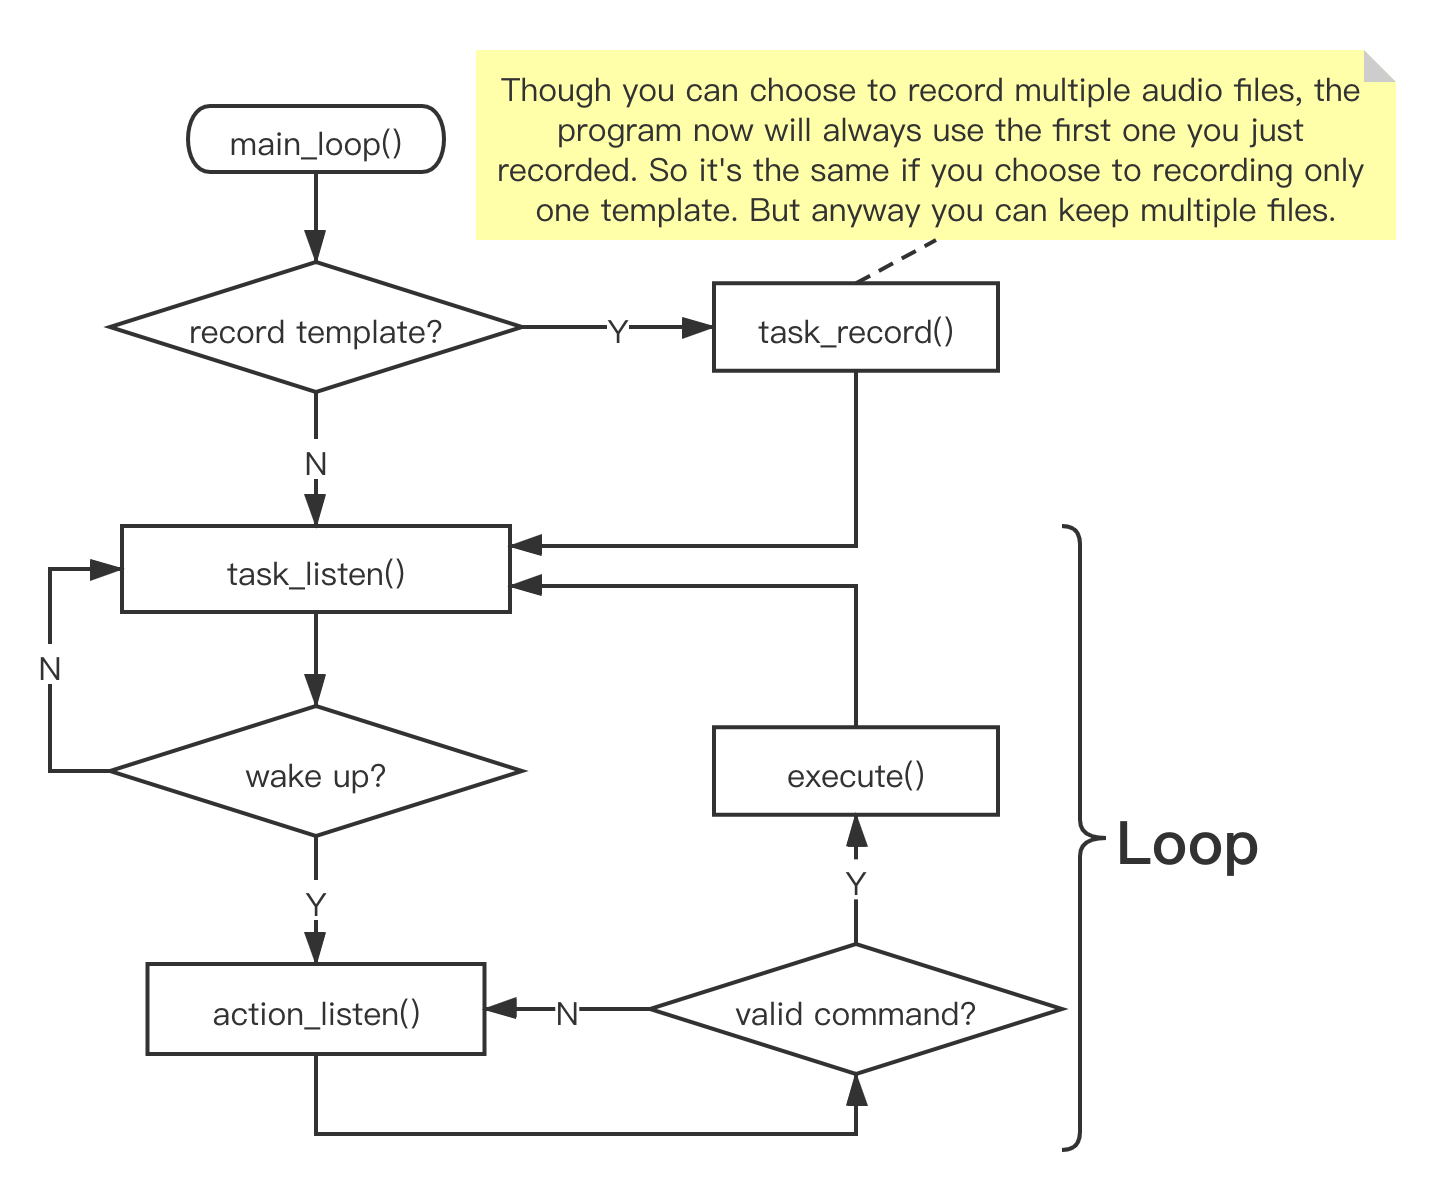 Though you can choose to record multiple audio files, the
program now will always use the first one you just
recorded. So it's the same if you choose to recording only
one template. But anyway you can keep multiple files.
main_loop()
record template?
Y
task_record()
N
task_listen()
N
wake up?
execute()
Loop
Y
Y
action_listen()
N
valid command?